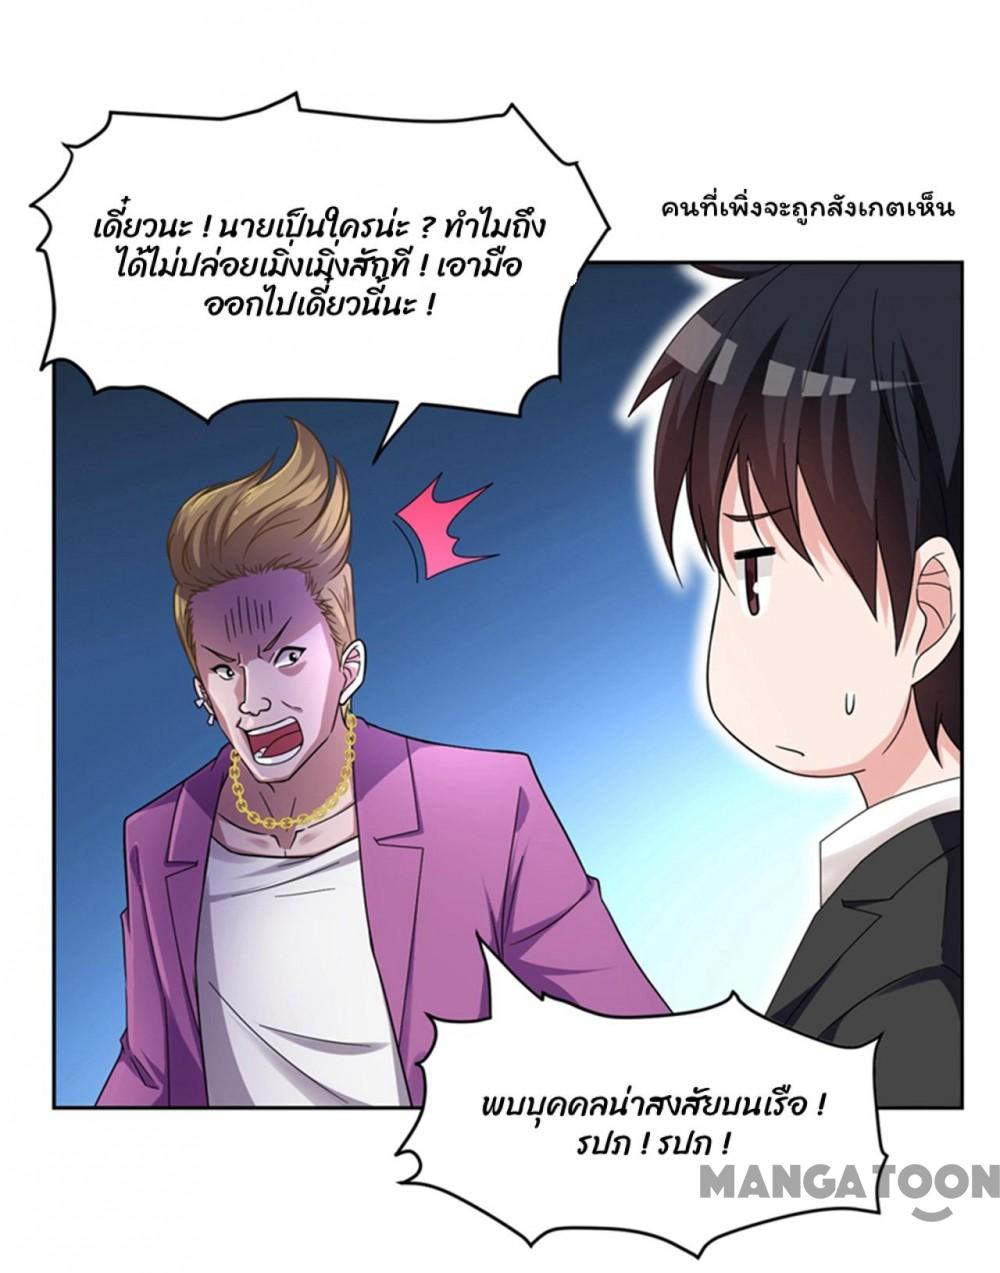 เดี๋ยวนะ ! นายเป็นใครน่ะ ? ทำไมถึง
ได้ไม่ปล่อยเมิ่งเมิ่งสักที ! เอามือ
ออกไปเดี๋ยวนี้นะ !
คนที่เพิ่งจะถูกสังเกตเห็น
พบบุคคลน่าสงสัยบนเรือ !
รปภ ! รปภ !
MANGATOON